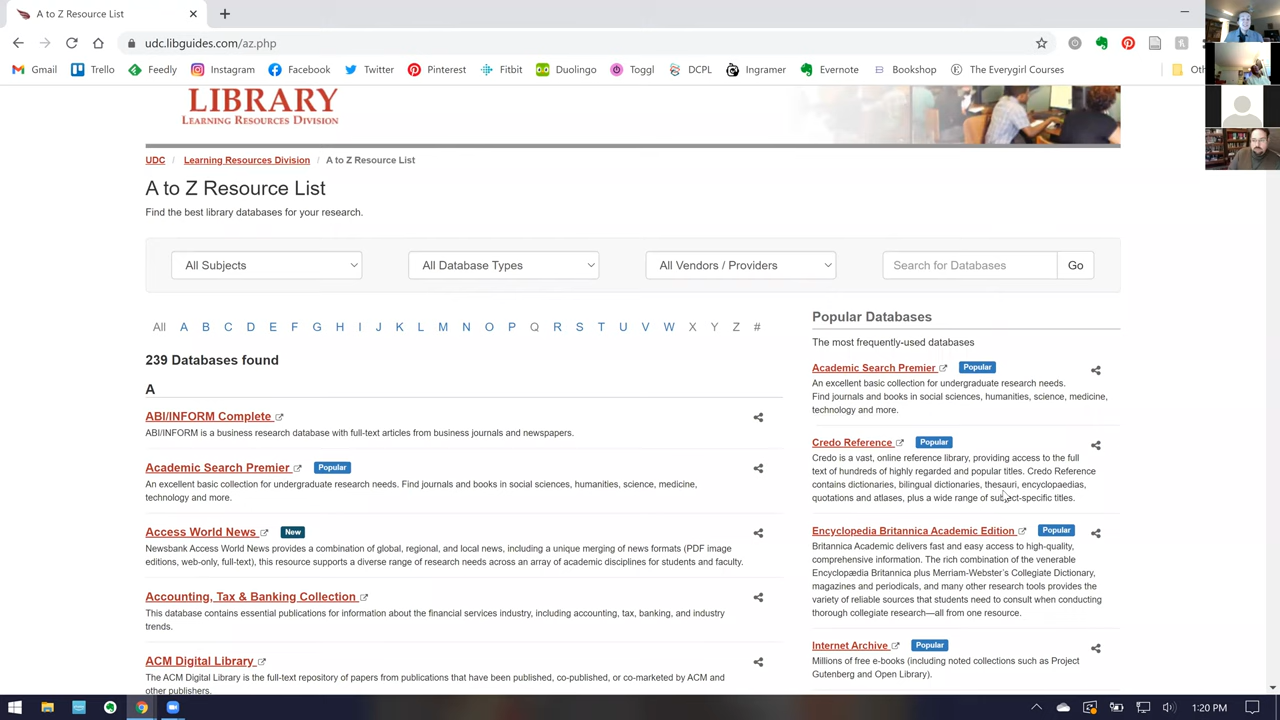 A to Z Resource List
udc.libguides.com/az.php
Gmail Trello Feedly Instagram Facebook Twitter Pinterest Fitbit Duolingo Toggl DCPL Ingramer Evernote Bookshop The Everygirl Courses
LIBRARY
LEARNING RESOURCES DIVISION
UDC / Learning Resources Division / A to Z Resource List
A to Z Resource List
Find the best library databases for your research.
All Subjects All Database Types All Vendors / Providers Search for Databases Go
All A B C D E F G H I J K L M N O P Q R S T U V W X Y Z #
239 Databases found
A
ABI/INFORM Complete
ABI/INFORM is a business research database with full-text articles from business journals and newspapers.
Academic Search Premier Popular
An excellent basic collection for undergraduate research needs. Find journals and books in social sciences, humanities, science, medicine,
technology and more.
Access World News New
Newsbank Access World News provides a combination of global, regional, and local news, including a unique merging of news formats (PDF image
editions, web-only, full-text), this resource supports a diverse range of research needs across an array of academic disciplines for students and faculty.
Accounting, Tax & Banking Collection
This database contains essential publications for information about the financial services industry, including accounting, tax, banking, and industry
trends.
ACM Digital Library
The ACM Digital Library is the full-text repository of papers from publications that have been published, co-published, or co-marketed by ACM and
other publishers.
Popular Databases
The most frequently-used databases
Academic Search Premier Popular
An excellent basic collection for undergraduate research needs.
Find journals and books in social sciences, humanities, science, medicine,
technology and more.
Credo Reference Popular
Credo is a vast, online reference library, providing access to the full
text of hundreds of highly regarded and popular titles. Credo Reference
contains dictionaries, bilingual dictionaries, thesauri, encyclopaedias,
quotations and atlases, plus a wide range of subject-specific titles.
Encyclopedia Britannica Academic Edition Popular
Britannica Academic delivers fast and easy access to high-quality,
comprehensive information. The rich combination of the venerable
Encyclopædia Britannica plus Merriam-Webster's Collegiate Dictionary,
magazines and periodicals, and many other research tools provides the
variety of reliable sources that students need to consult when conducting
thorough collegiate research—all from one resource.
Internet Archive Popular
Millions of free e-books (including noted collections such as Project
Gutenberg and Open Library).
1:20 PM